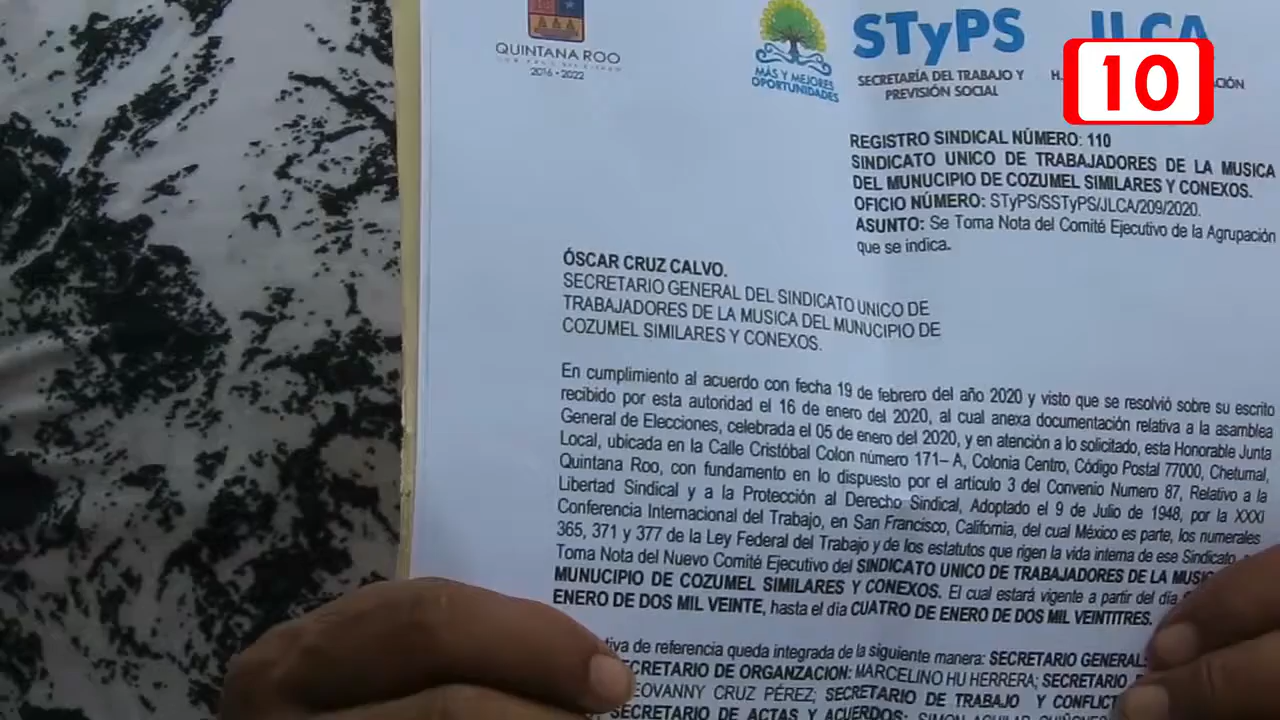 QUINTANA ROO
2016 - 2022
MÁS Y MEJORES
OPORTUNIDADES
STyPS
SECRETARÍA DEL TRABAJO Y
PREVISIÓN SOCIAL
JLCA
10
REGISTRO SINDICAL NÚMERO: 110
SINDICATO UNICO DE TRABAJADORES DE LA MUSICA
DEL MUNUCIPIO DE COZUMEL SIMILARES Y CONEXOS.
OFICIO NÚMERO: STyPS/SSTyPS/JLCA/209/2020.
ASUNTO: Se Toma Nota del Comité Ejecutivo de la Agrupación
que se indica.
ÓSCAR CRUZ CALVO.
SECRETARIO GENERAL DEL SINDICATO UNICO DE
TRABAJADORES DE LA MUSICA DEL MUNUCIPIO DE
COZUMEL SIMILARES Y CONEXOS.
En cumplimiento al acuerdo con fecha 19 de febrero del año 2020 y visto que se resolvió sobre su escrito
recibido por esta autoridad el 16 de enero del 2020, al cual anexa documentación relativa a la asamblea
General de Elecciones, celebrada el 05 de enero del 2020, y en atención a lo solicitado, esta Honorable Junta
Local, ubicada en la Calle Cristóbal Colon número 171– A, Colonia Centro, Código Postal 77000, Chetumal,
Quintana Roo, con fundamento en lo dispuesto por el articulo 3 del Convenio Numero 87, Relativo a la
Libertad Sindical y a la Protección al Derecho Sindical, Adoptado el 9 de Julio de 1948, por la XXXI
Conferencia Internacional del Trabajo, en San Francisco, California, del cual México es parte, los numerales
365, 371 y 377 de la Ley Federal del Trabajo y de los estatutos que rigen la vida interna de ese Sindicato
Toma Nota del Nuevo Comité Ejecutivo del SINDICATO UNICO DE TRABAJADORES DE LA MUSI
MUNUCIPIO DE COZUMEL SIMILARES Y CONEXOS. El cual estará vigente a partir del día
ENERO DE DOS MIL VEINTE, hasta el día CUATRO DE ENERO DE DOS MIL VEINTITRES.
tiva de referencia queda integrada de la siguiente manera: SECRETARIO GENERAL:
CRETARIO DE ORGANIZACION: MARCELINO HU HERRERA; SECRETARIO
EOVANNY CRUZ PÉREZ; SECRETARIO DE TRABAJO Y CONFLICT
SECRETARIO DE ACTAS Y ACUERDOS: